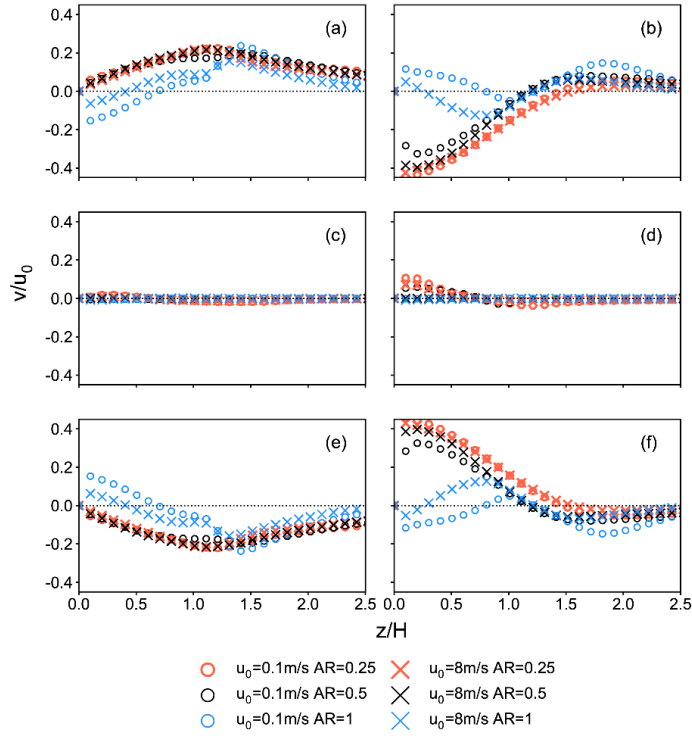 0.4 (a) (b)
0.2
0.0
-0.2
-0.4
0.4 (c) (d)
0.2
v/u0 0.0
-0.2
-0.4
0.4 (e) (f)
0.2
0.0
-0.2
-0.4
0.0 0.5 1.0 1.5 2.0 2.5 0.0 0.5 1.0 1.5 2.0 2.5
z/H
u0=0.1m/s AR=0.25 u0=8m/s AR=0.25
u0=0.1m/s AR=0.5 u0=8m/s AR=0.5
u0=0.1m/s AR=1 u0=8m/s AR=1